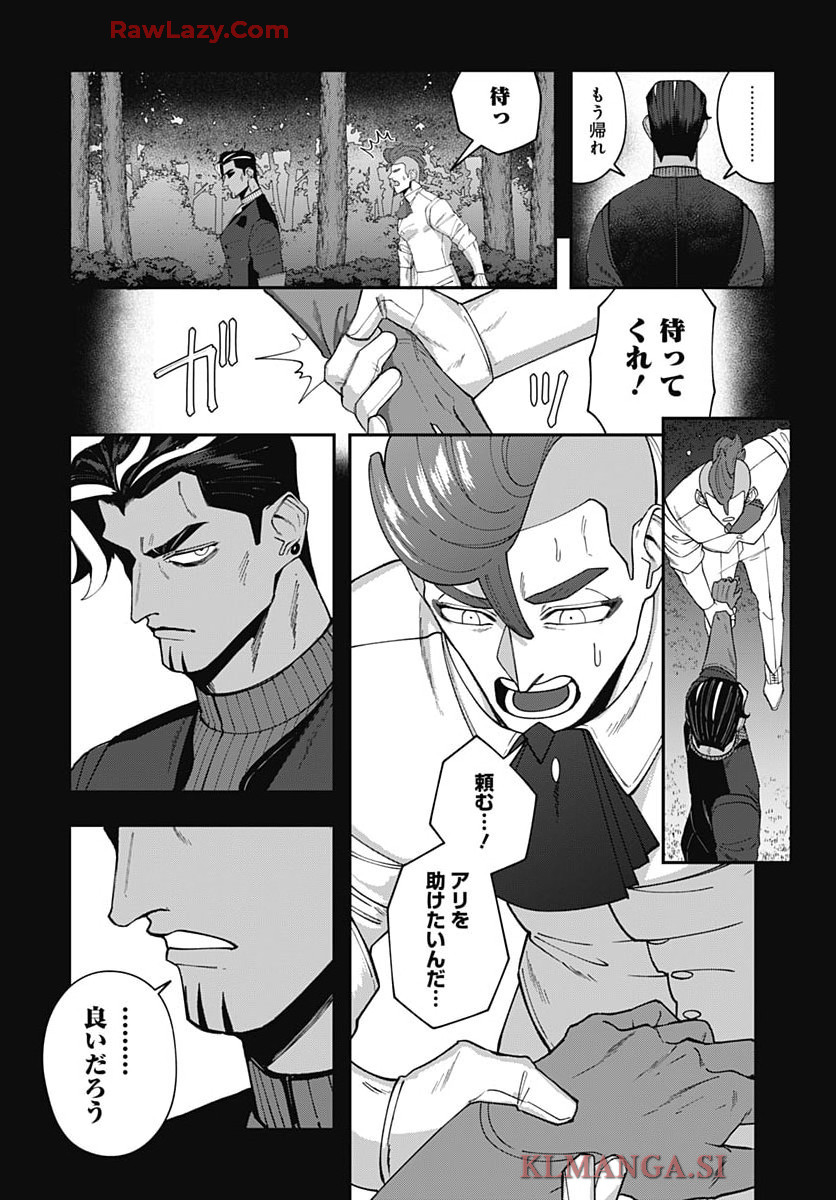 RawLazy.Com
………
もう帰れ
待っ
待って
くれ！
ガッ
頼む…！
アリを
助けたいんだ…
………
良いだろう
KLMANGA.SI